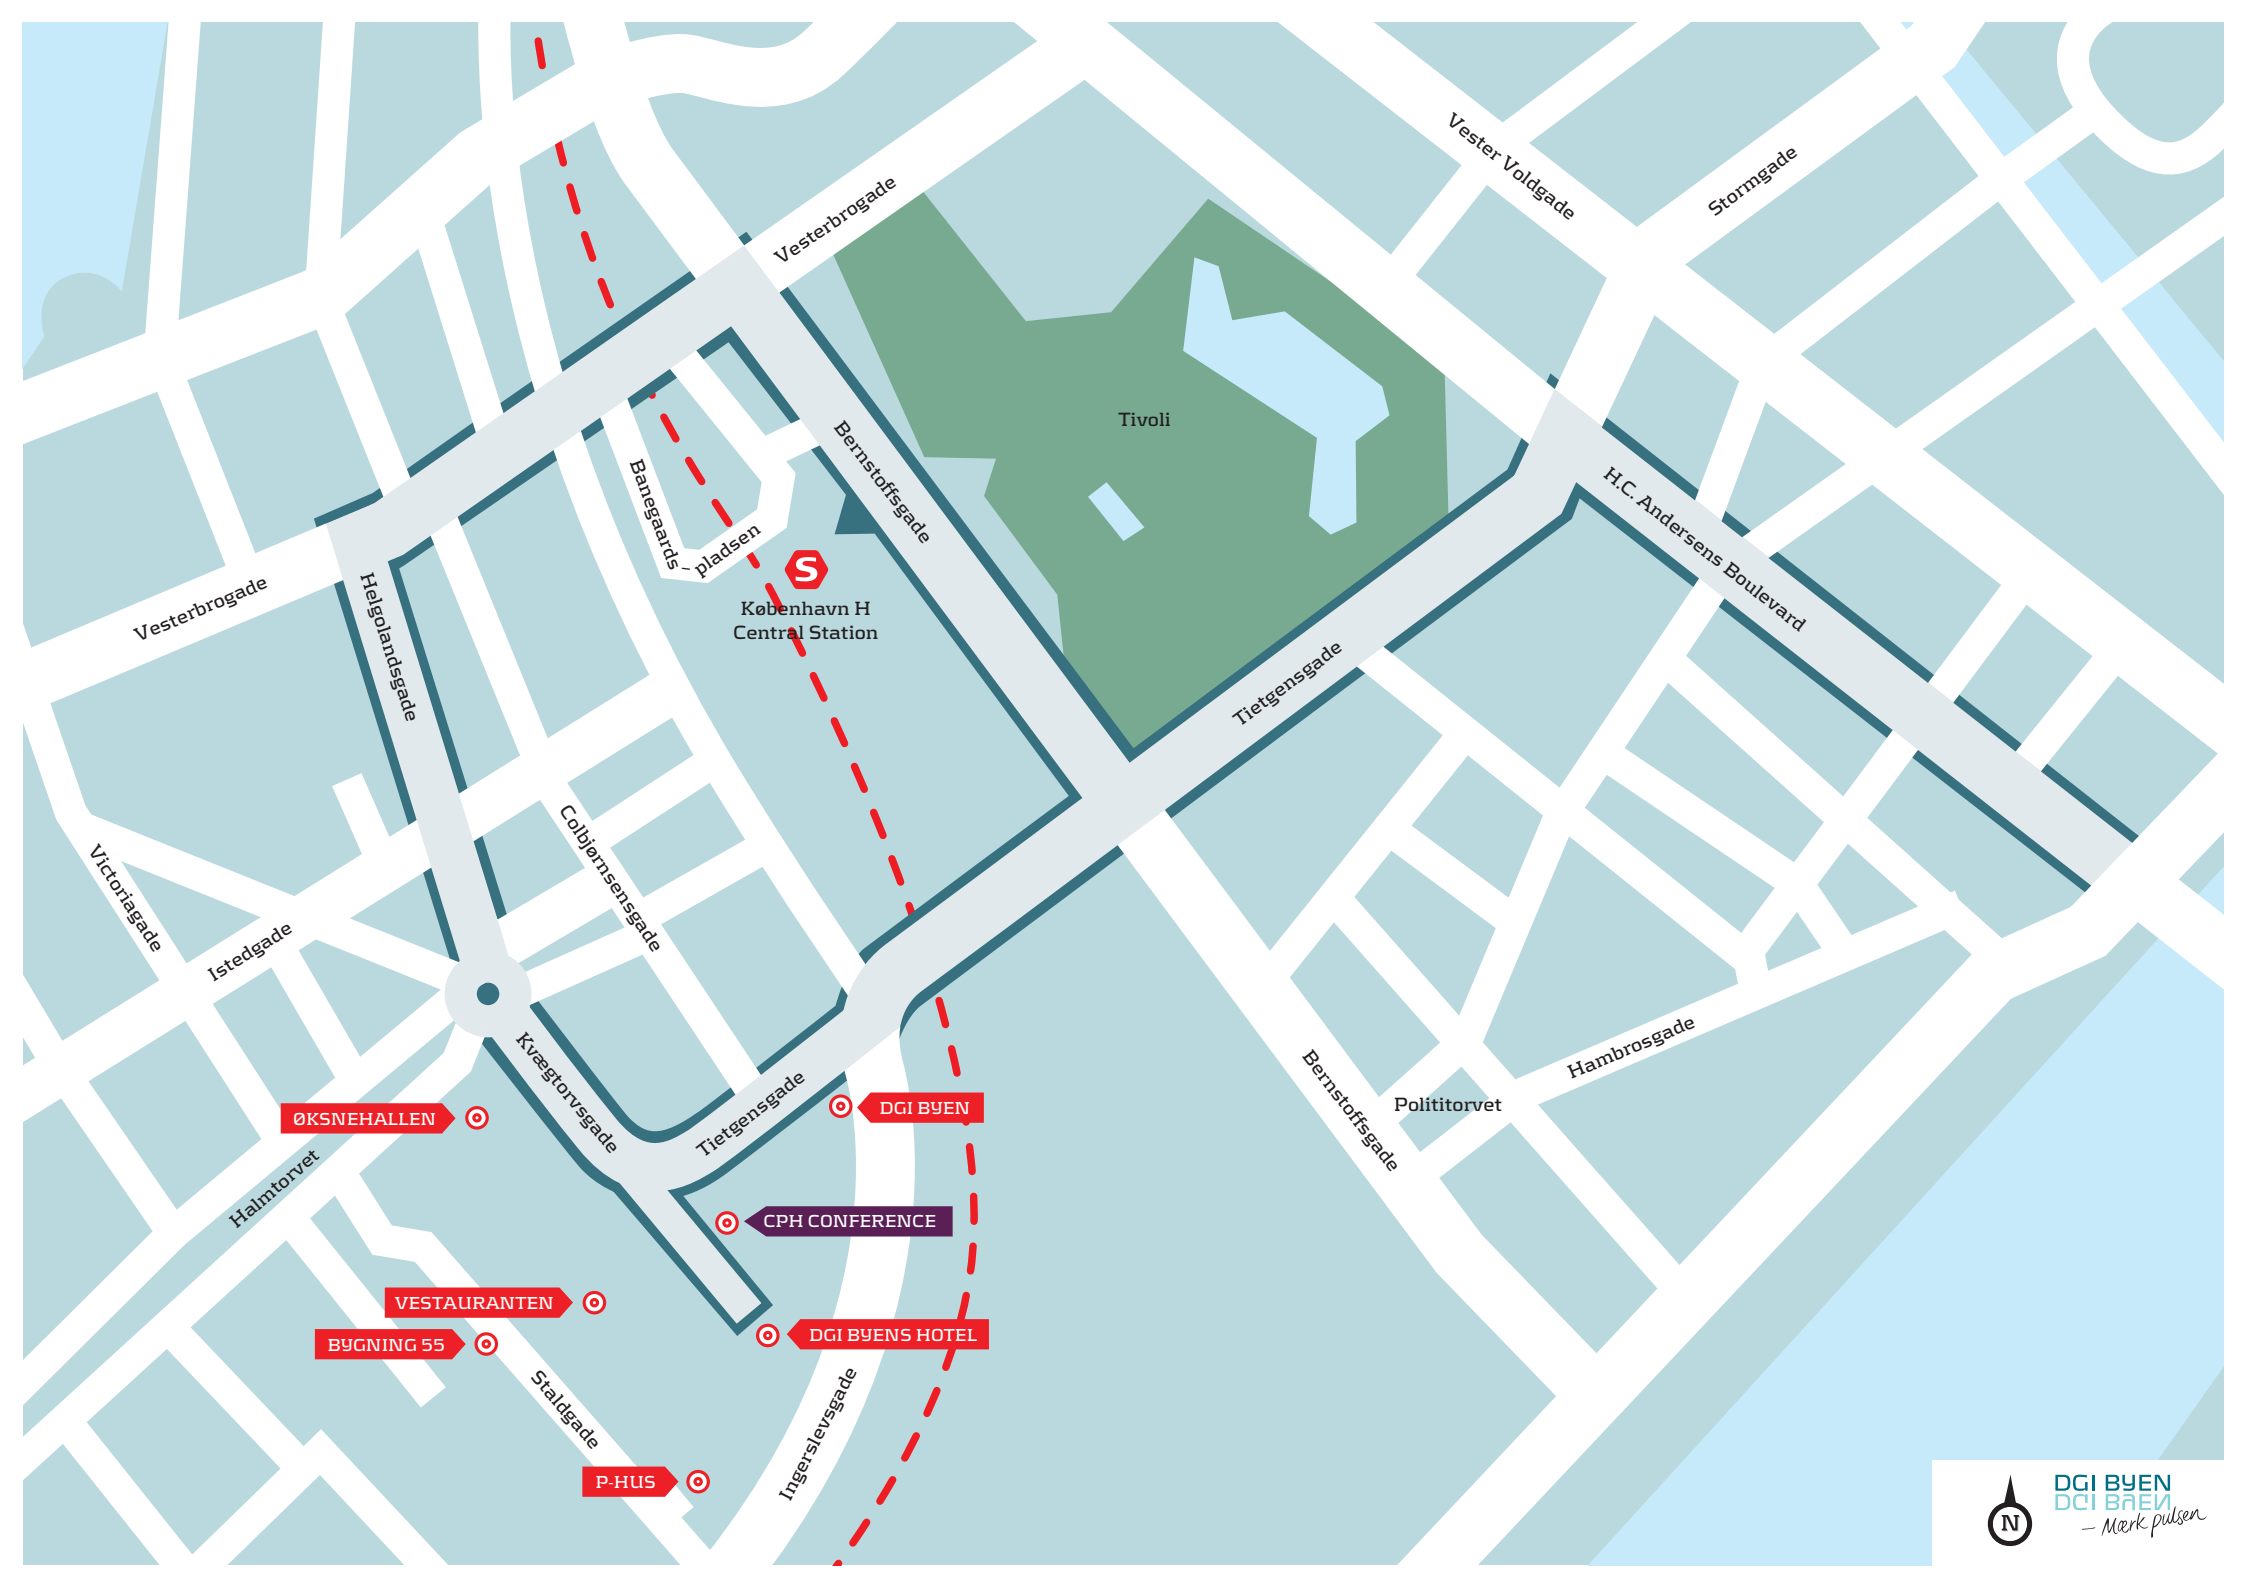 Vester Voldgade
Stormgade
Vesterbrogade
Tivoli
Bernstoffsgade
Banegaards-
pladsen
H.C. Andersens Boulevard
S
København H
Central Station
Vesterbrogade
Helgolandsgade
Tietgensgade
Colbjørnsensgade
Victoriagade
Istedgade
Kvægtorvsgade
Hambrosgade
Bernstoffsgade
Polititorvet
Tietgensgade
DGI BYEN
ØKSNEHALLEN
Halmtorvet
CPH CONFERENCE
VESTAURANTEN
BYGNING 55
DGI BYENS HOTEL
Staldgade
Ingerslevsgade
P-HUS
N
DGI BYEN
DGI BYEN
– Mærk pulsen